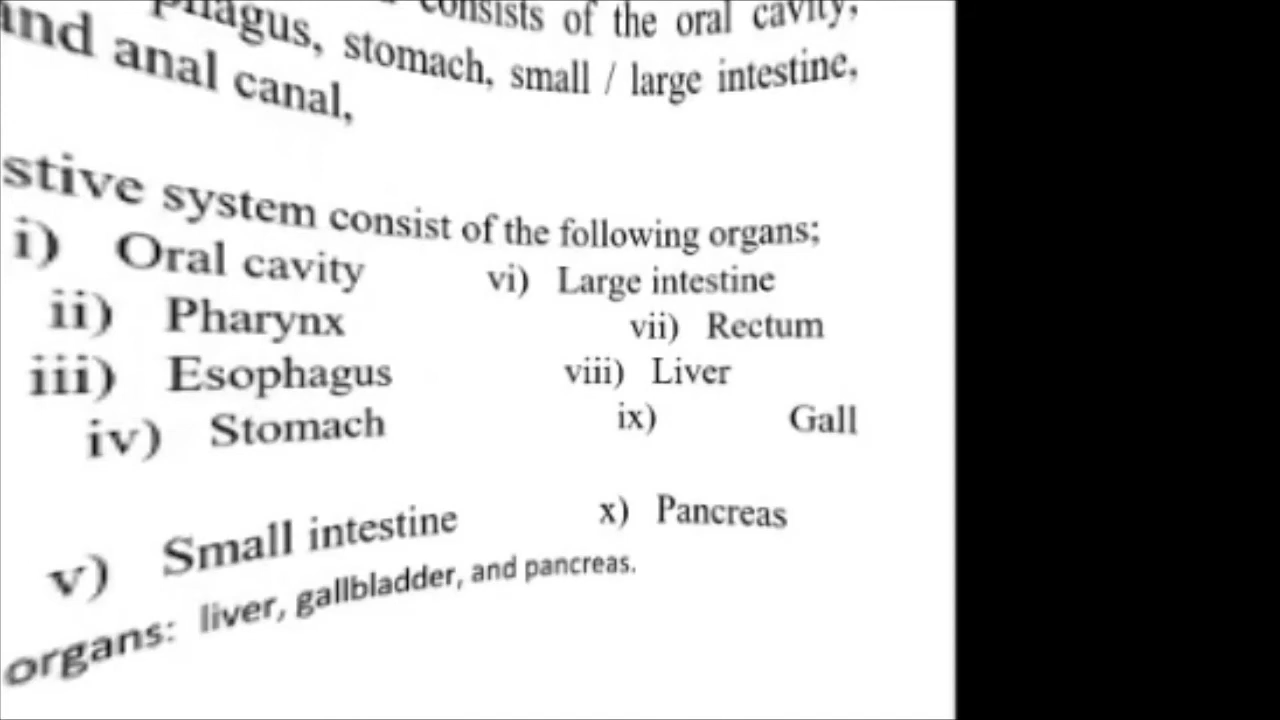 consists of the oral cavity,
phagus, stomach, small / large intestine,
and anal canal,
stive system consist of the following organs;
i) Oral cavity vi) Large intestine
ii) Pharynx vii) Rectum
iii) Esophagus viii) Liver
iv) Stomach ix) Gall
v) Small intestine x) Pancreas
organs: liver, gallbladder, and pancreas.